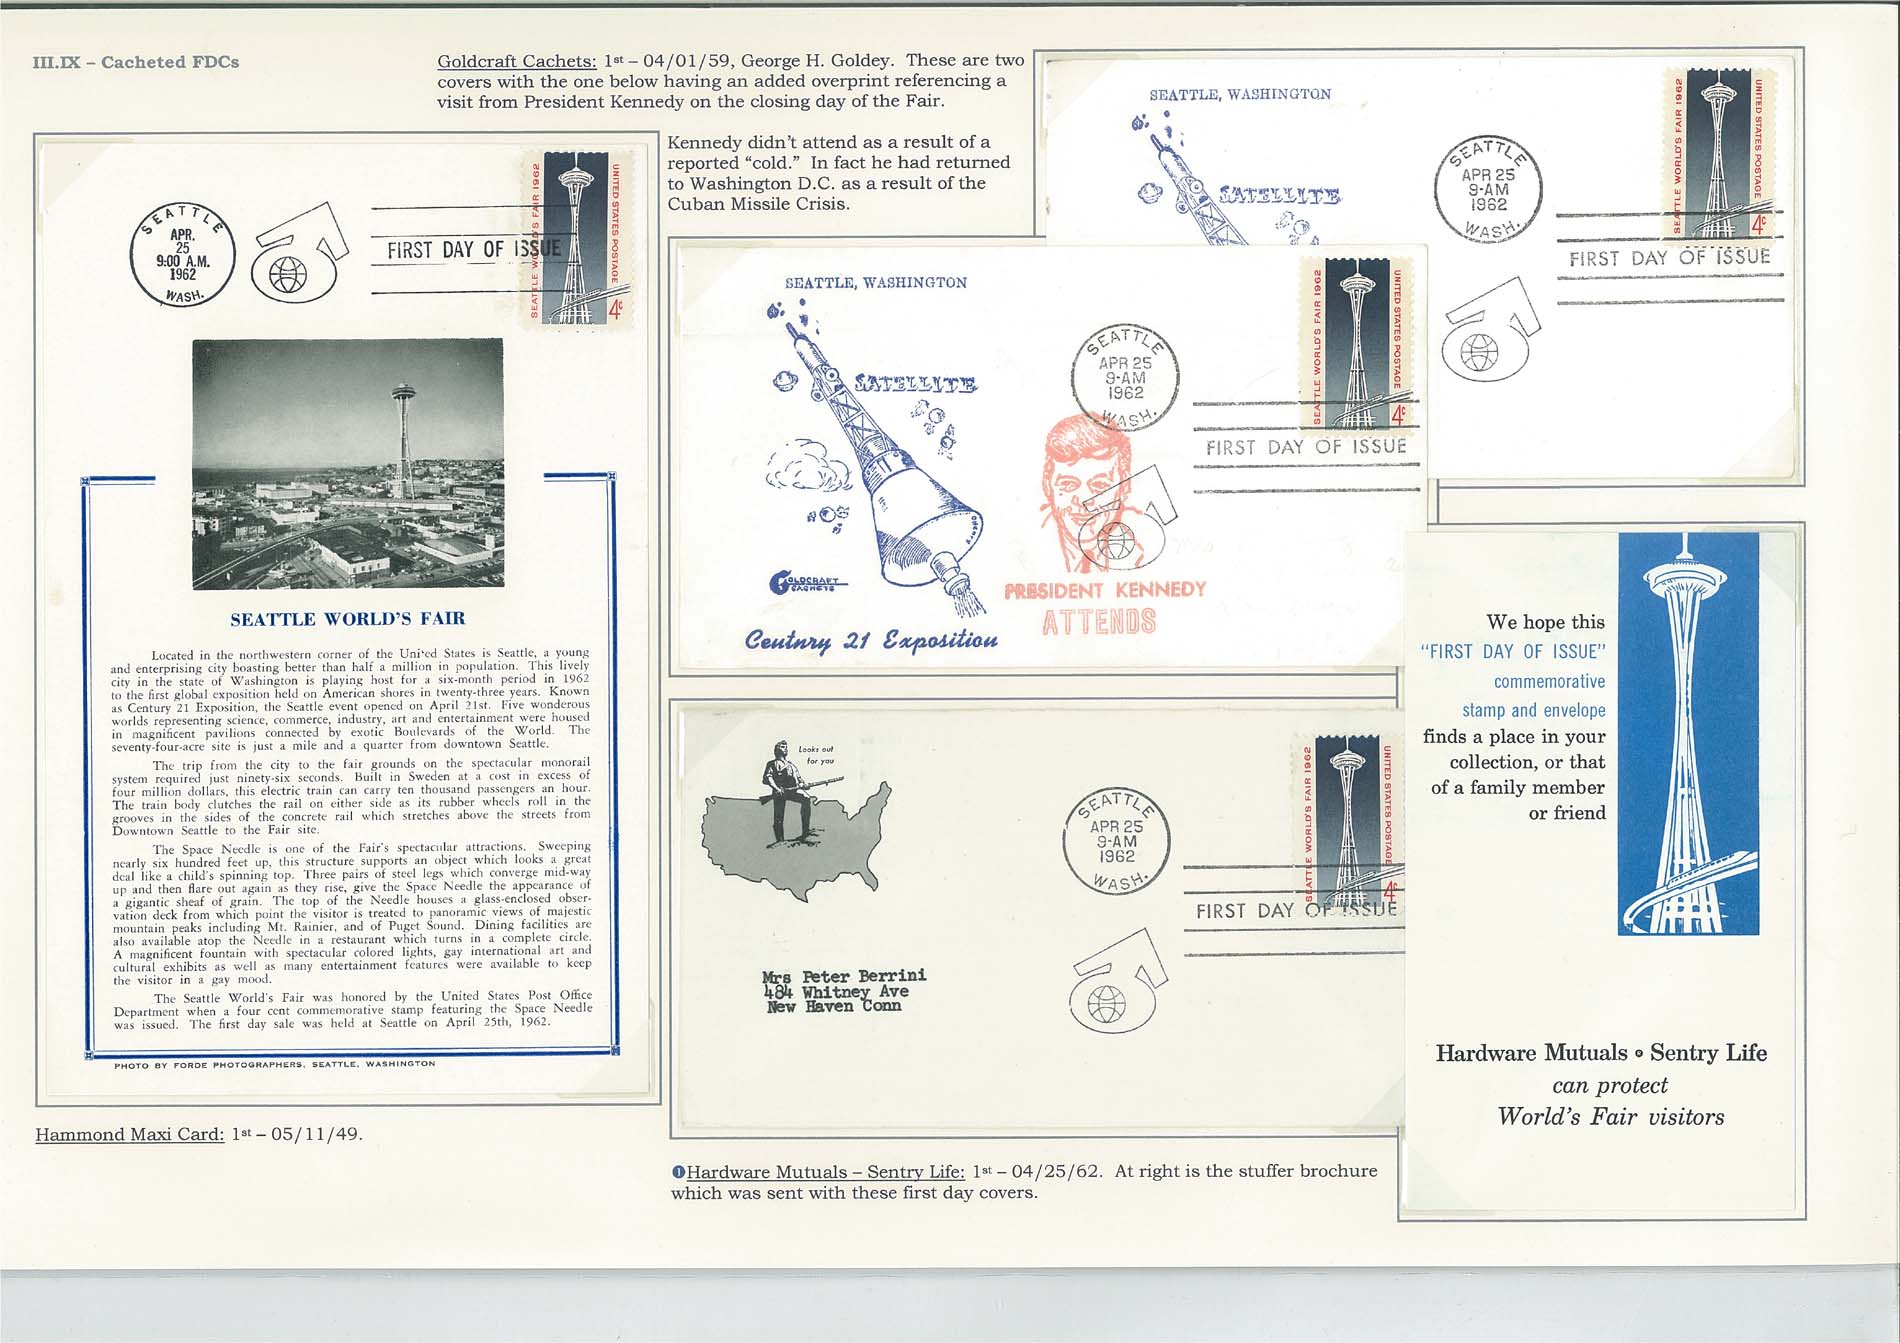 III.IX – Cacheted FDCs
Goldcraft Cachets: 1st – 04/01/59, George H. Goldey. These are two
covers with the one below having an added overprint referencing a
visit from President Kennedy on the closing day of the Fair.
Kennedy didn't attend as a result of a
reported “cold.” In fact he had returned
to Washington D.C. as a result of the
Cuban Missile Crisis.
SEATTLE
APR.
25
9:00 A.M.
1962
WASH.
FIRST DAY OF ISSUE
SEATTLE WORLD'S FAIR 1962
UNITED STATES POSTAGE
4c
SEATTLE WORLD'S FAIR
Located in the northwestern corner of the United States is Seattle, a young
and enterprising city boasting better than half a million in population. This lively
city in the state of Washington is playing host for a six-month period in 1962
to the first global exposition held on American shores in twenty-three years. Known
as Century 21 Exposition, the Seattle event opened on April 21st. Five wonderous
worlds representing science, commerce, industry, art and entertainment were housed
in magnificent pavilions connected by exotic Boulevards of the World. The
seventy-four-acre site is just a mile and a quarter from downtown Seattle.
The trip from the city to the fair grounds on the spectacular monorail
system required just ninety-six seconds. Built in Sweden at a cost in excess of
four million dollars, this electric train can carry ten thousand passengers an hour.
The train body clutches the rail on either side as its rubber wheels roll in the
grooves in the sides of the concrete rail which stretches above the streets from
Downtown Seattle to the Fair site.
The Space Needle is one of the Fair's spectacular attractions. Sweeping
nearly six hundred feet up, this structure supports an object which looks a great
deal like a child's spinning top. Three pairs of steel legs which converge mid-way
up and then flare out again as they rise, give the Space Needle the appearance of
a gigantic sheaf of grain. The top of the Needle houses a glass-enclosed obser-
vation deck from which point the visitor is treated to panoramic views of majestic
mountain peaks including Mt. Rainier, and of Puget Sound. Dining facilities are
also available atop the Needle in a restaurant which turns in a complete circle.
A magnificent fountain with spectacular colored lights, gay international art and
cultural exhibits as well as many entertainment features were available to keep
the visitor in a gay mood.
The Seattle World's Fair was honored by the United States Post Office
Department when a four cent commemorative stamp featuring the Space Needle
was issued. The first day sale was held at Seattle on April 25th, 1962.
PHOTO BY FORDE PHOTOGRAPHERS, SEATTLE, WASHINGTON
Hammond Maxi Card: 1st – 05/11/49.
SEATTLE, WASHINGTON
SATELLITE
SEATTLE
APR 25
9-AM
1962
WASH.
SEATTLE WORLD'S FAIR 1962
UNITED STATES POSTAGE
4c
FIRST DAY OF ISSUE
SEATTLE, WASHINGTON
SATELLITE
GOLDCRAFT
CACHETS
Century 21 Exposition
SEATTLE
APR 25
9-AM
1962
WASH.
PRESIDENT KENNEDY
ATTENDS
SEATTLE WORLD'S FAIR 1962
UNITED STATES POSTAGE
4c
FIRST DAY OF ISSUE
Looks out
for you
Mrs Peter Berrini
484 Whitney Ave
New Haven Conn
SEATTLE
APR 25
9-AM
1962
WASH.
SEATTLE WORLD'S FAIR 1962
UNITED STATES POSTAGE
4c
FIRST DAY OF ISSUE
We hope this
"FIRST DAY OF ISSUE"
commemorative
stamp and envelope
finds a place in your
collection, or that
of a family member
or friend
Hardware Mutuals • Sentry Life
can protect
World's Fair visitors
❶Hardware Mutuals – Sentry Life: 1st – 04/25/62. At right is the stuffer brochure
which was sent with these first day covers.